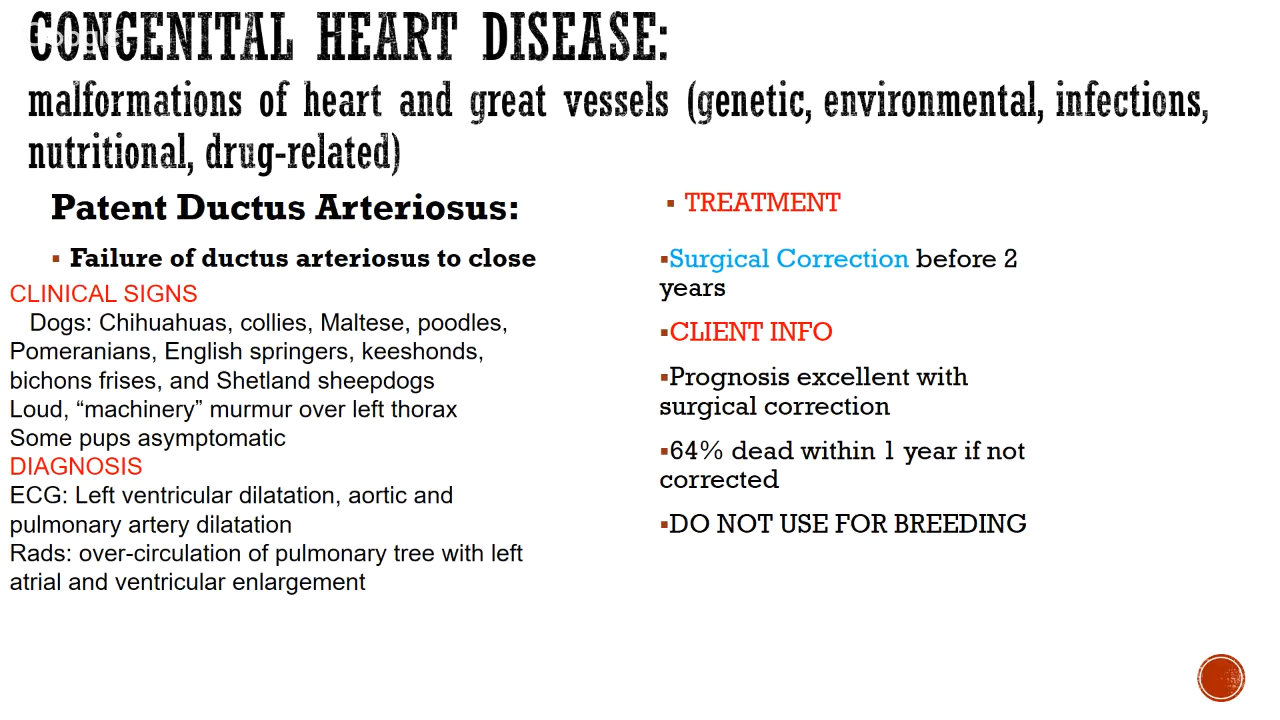 CONGENITAL HEART DISEASE:
malformations of heart and great vessels (genetic, environmental, infections,
nutritional, drug-related)
Google
Patent Ductus Arteriosus:
▪ Failure of ductus arteriosus to close
CLINICAL SIGNS
Dogs: Chihuahuas, collies, Maltese, poodles,
Pomeranians, English springers, keeshonds,
bichons frises, and Shetland sheepdogs
Loud, “machinery” murmur over left thorax
Some pups asymptomatic
DIAGNOSIS
ECG: Left ventricular dilatation, aortic and
pulmonary artery dilatation
Rads: over-circulation of pulmonary tree with left
atrial and ventricular enlargement
▪ TREATMENT
▪Surgical Correction before 2
years
▪CLIENT INFO
▪Prognosis excellent with
surgical correction
▪64% dead within 1 year if not
corrected
▪DO NOT USE FOR BREEDING